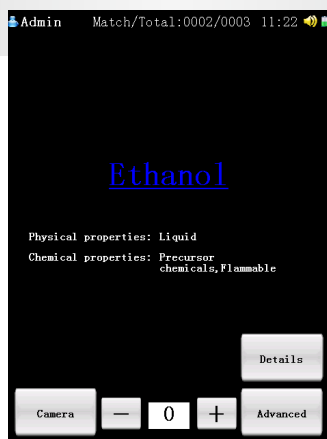 Admin Match/Total:0002/0003 11:22
Ethanol
Physical properties: Liquid
Chemical properties: Precursor
chemicals,Flammable
Details
Camera － 0 ＋ Advanced